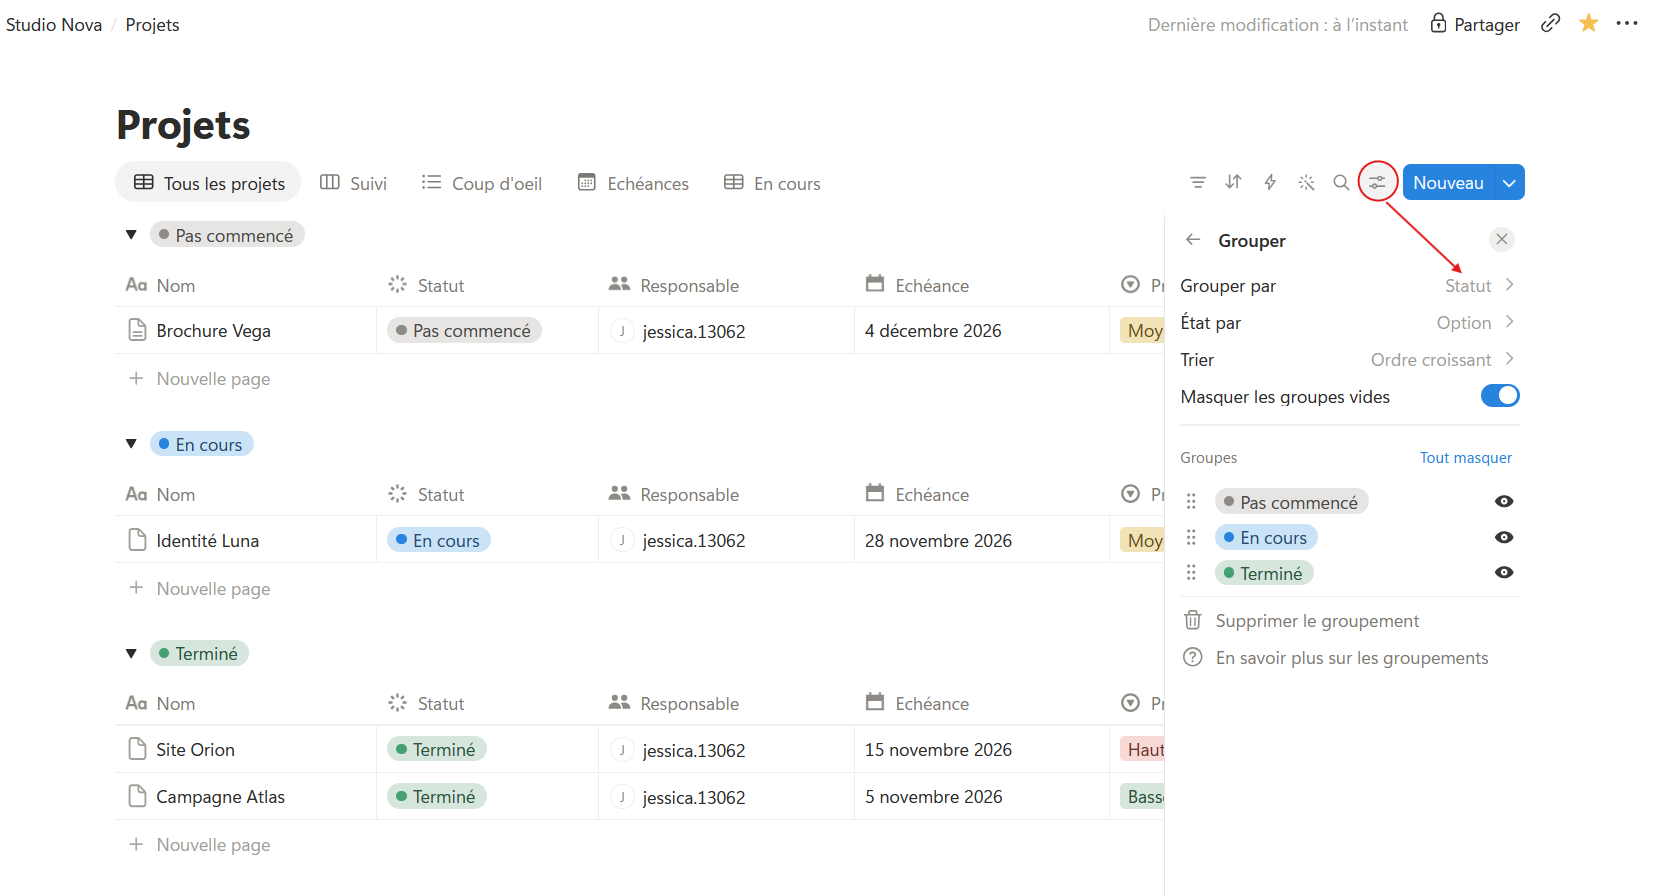 Studio Nova / Projets
Dernière modification : à l’instant
Partager
Projets
Tous les projets
Suivi
Coup d'oeil
Echéances
En cours
Nouveau
Pas commencé
Aa Nom
Statut
Responsable
Echéance
Pr
Brochure Vega
Pas commencé
J jessica.13062
4 décembre 2026
Moy
+ Nouvelle page
En cours
Aa Nom
Statut
Responsable
Echéance
Pr
Identité Luna
En cours
J jessica.13062
28 novembre 2026
Moy
+ Nouvelle page
Terminé
Aa Nom
Statut
Responsable
Echéance
Pr
Site Orion
Terminé
J jessica.13062
15 novembre 2026
Haut
Campagne Atlas
Terminé
J jessica.13062
5 novembre 2026
Basse
+ Nouvelle page
Grouper
Grouper par
Statut
État par
Option
Trier
Ordre croissant
Masquer les groupes vides
Groupes
Tout masquer
Pas commencé
En cours
Terminé
Supprimer le groupement
En savoir plus sur les groupements